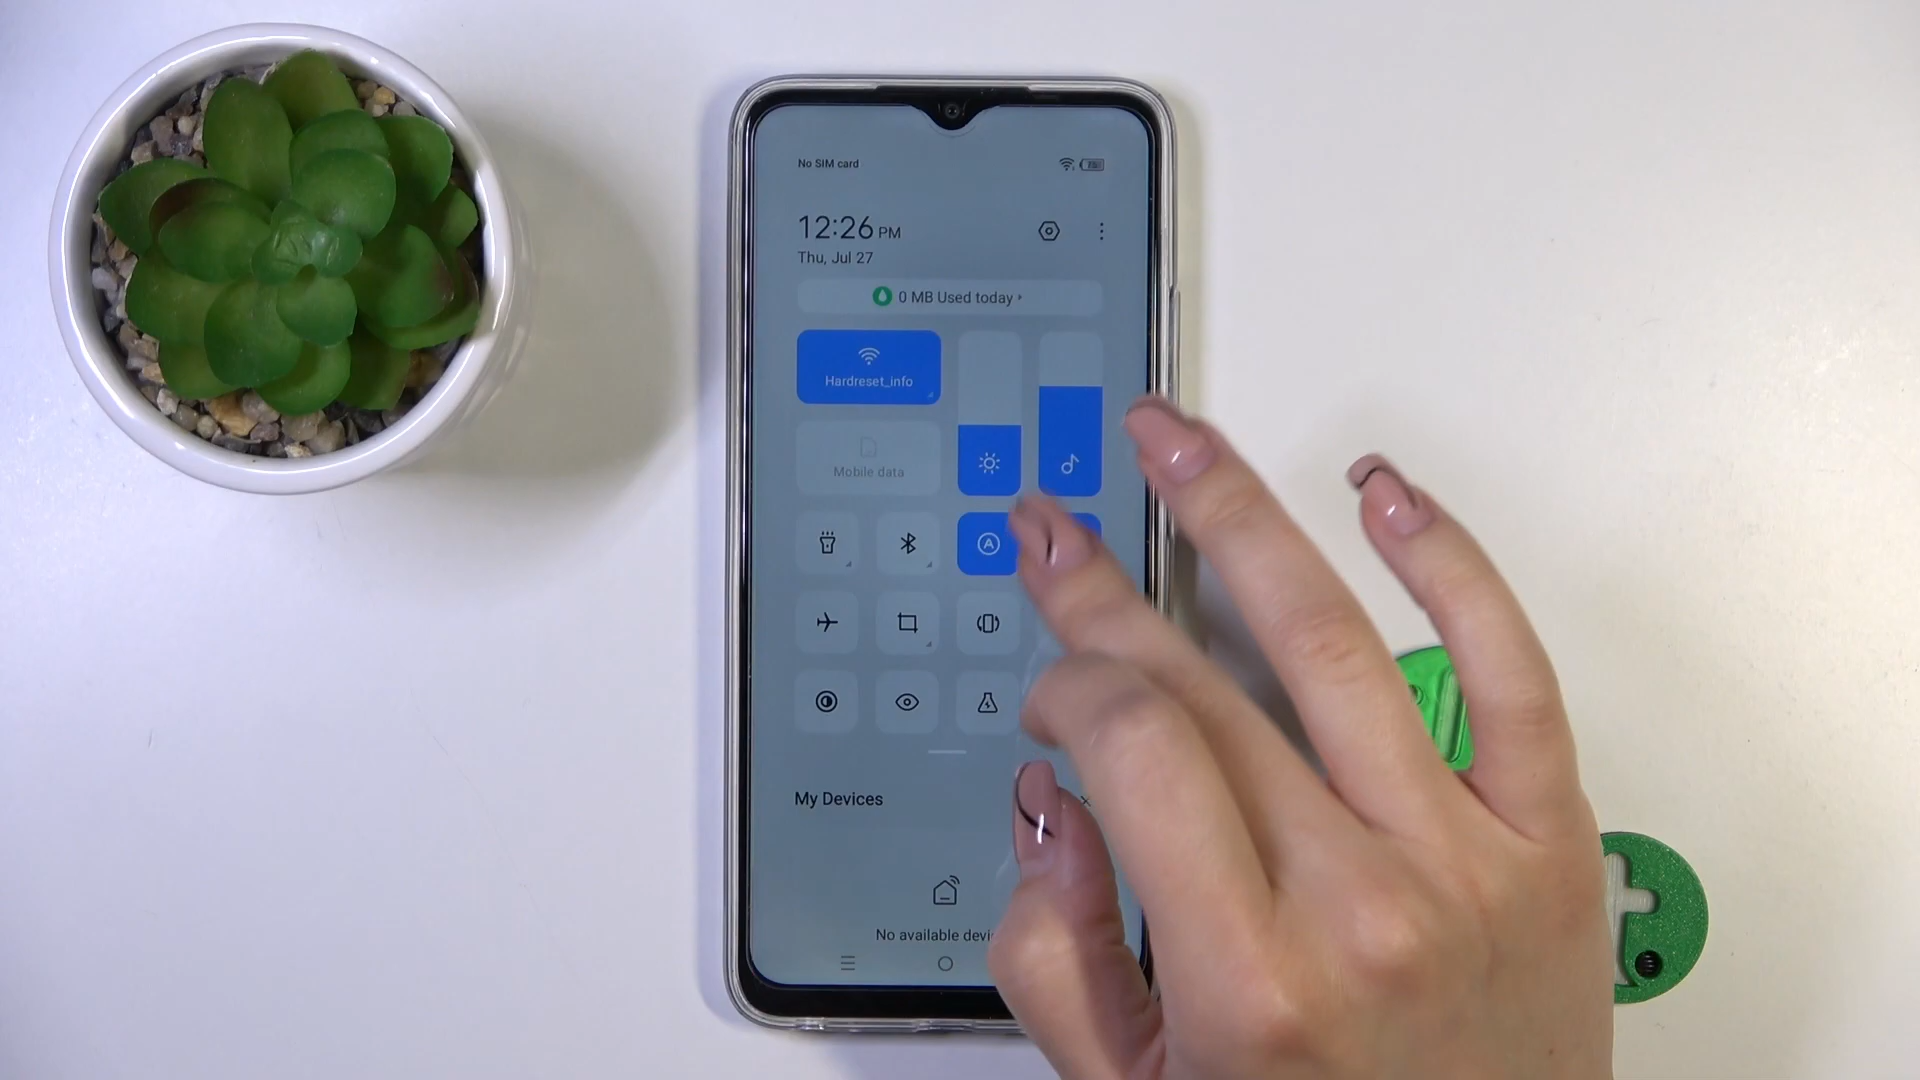 No SIM card
12:26 PM
Thu, Jul 27
0 MB Used today
Hardreset_info
Mobile data
My Devices
No available